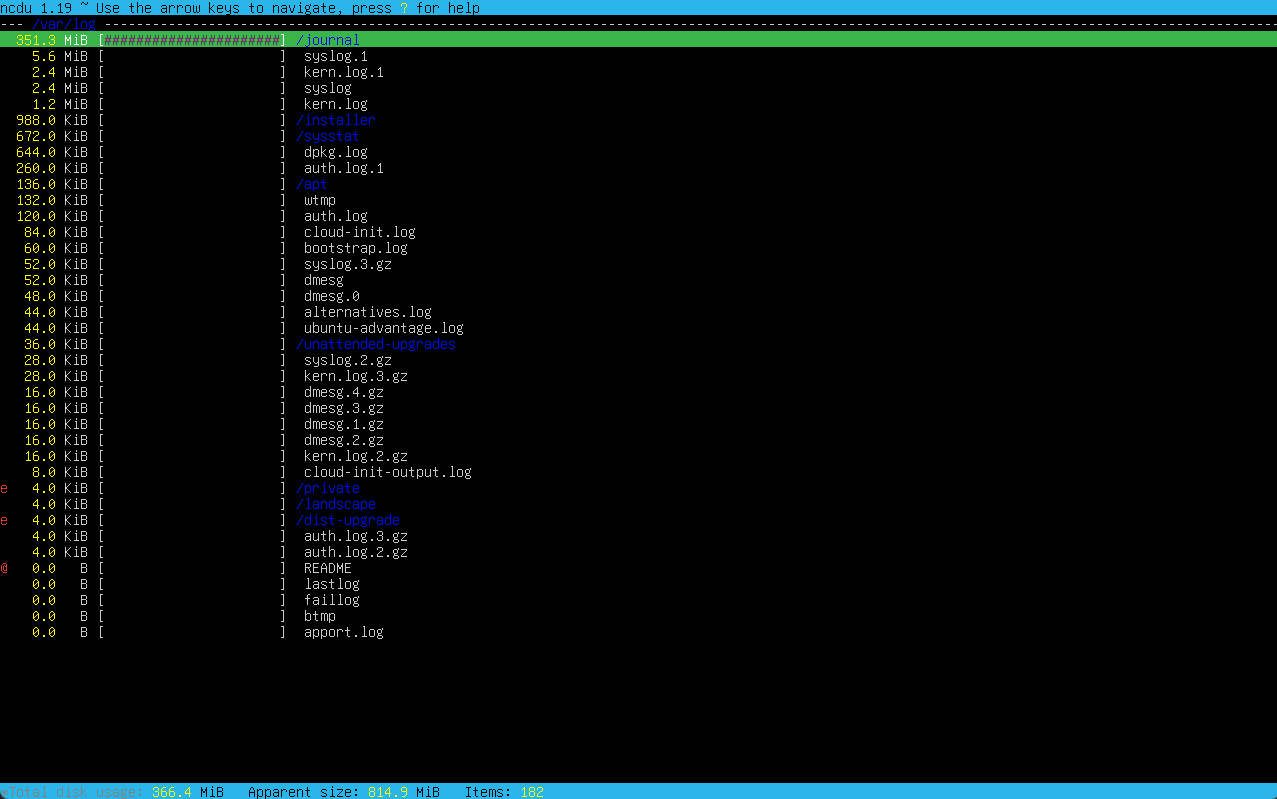 ncdu 1.19 ~ Use the arrow keys to navigate, press ? for help
--- /var/log ---------------------------------------------------------------------------------------------------------------------------------------------------
  351.3 MiB [######################] /journal
    5.6 MiB [                      ]  syslog.1
    2.4 MiB [                      ]  kern.log.1
    2.4 MiB [                      ]  syslog
    1.2 MiB [                      ]  kern.log
  988.0 KiB [                      ] /installer
  672.0 KiB [                      ] /sysstat
  644.0 KiB [                      ]  dpkg.log
  260.0 KiB [                      ]  auth.log.1
  136.0 KiB [                      ] /apt
  132.0 KiB [                      ]  wtmp
  120.0 KiB [                      ]  auth.log
   84.0 KiB [                      ]  cloud-init.log
   60.0 KiB [                      ]  bootstrap.log
   52.0 KiB [                      ]  syslog.3.gz
   52.0 KiB [                      ]  dmesg
   48.0 KiB [                      ]  dmesg.0
   44.0 KiB [                      ]  alternatives.log
   44.0 KiB [                      ]  ubuntu-advantage.log
   36.0 KiB [                      ] /unattended-upgrades
   28.0 KiB [                      ]  syslog.2.gz
   28.0 KiB [                      ]  kern.log.3.gz
   16.0 KiB [                      ]  dmesg.4.gz
   16.0 KiB [                      ]  dmesg.3.gz
   16.0 KiB [                      ]  dmesg.1.gz
   16.0 KiB [                      ]  dmesg.2.gz
   16.0 KiB [                      ]  kern.log.2.gz
    8.0 KiB [                      ]  cloud-init-output.log
e   4.0 KiB [                      ] /private
    4.0 KiB [                      ] /landscape
e   4.0 KiB [                      ] /dist-upgrade
    4.0 KiB [                      ]  auth.log.3.gz
    4.0 KiB [                      ]  auth.log.2.gz
@   0.0   B [                      ]  README
    0.0   B [                      ]  lastlog
    0.0   B [                      ]  faillog
    0.0   B [                      ]  btmp
    0.0   B [                      ]  apport.log
*Total disk usage: 366.4 MiB   Apparent size: 814.9 MiB   Items: 182